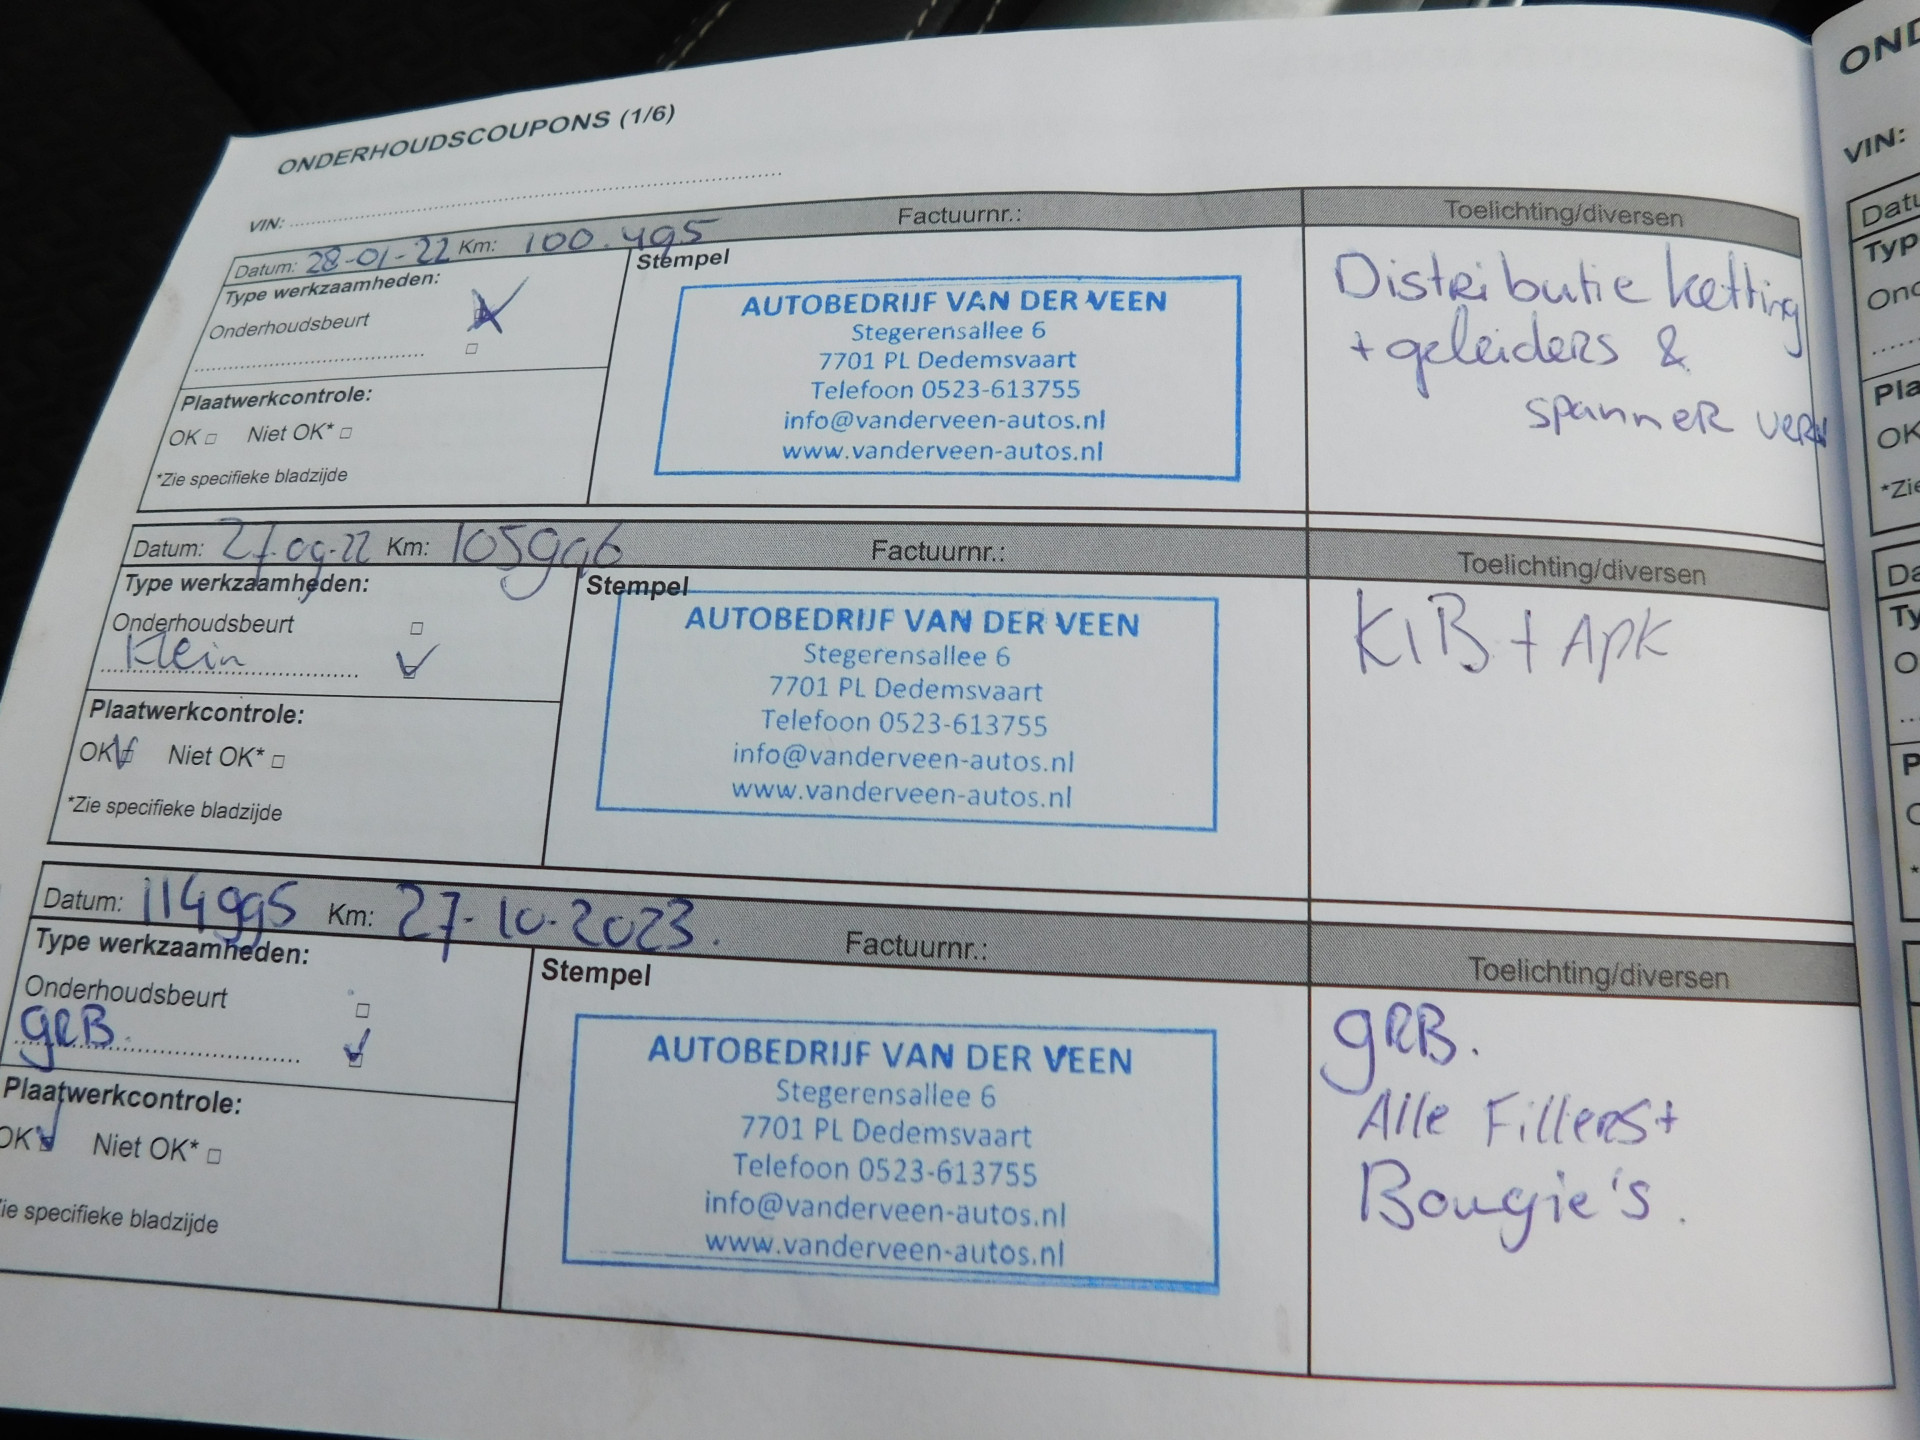 ONDERHOUDSCOUPONS (1/6)
VIN:
Datum: 28-01-22 Km: 100.495 Factuurnr.: Toelichting/diversen
Type werkzaamheden:
Onderhoudsbeurt
Plaatwerkcontrole:
OK □ Niet OK* □
*Zie specifieke bladzijde
Stempel
AUTOBEDRIJF VAN DER VEEN
Stegerensallee 6
7701 PL Dedemsvaart
Telefoon 0523-613755
info@vanderveen-autos.nl
www.vanderveen-autos.nl
Distributie ketting
+ geleiders &
spanner
Datum: 27-09-22 Km: 105996 Factuurnr.: Toelichting/diversen
Type werkzaamheden:
Onderhoudsbeurt □
Klein
Plaatwerkcontrole:
OK Niet OK* □
*Zie specifieke bladzijde
Stempel
AUTOBEDRIJF VAN DER VEEN
Stegerensallee 6
7701 PL Dedemsvaart
Telefoon 0523-613755
info@vanderveen-autos.nl
www.vanderveen-autos.nl
KlB + Apk
Datum: 114995 Km: 27-10-2023. Factuurnr.: Toelichting/diversen
Type werkzaamheden:
Onderhoudsbeurt □
gRB.
Plaatwerkcontrole:
OK Niet OK* □
ie specifieke bladzijde
Stempel
AUTOBEDRIJF VAN DER VEEN
Stegerensallee 6
7701 PL Dedemsvaart
Telefoon 0523-613755
info@vanderveen-autos.nl
www.vanderveen-autos.nl
gRB.
Alle Filters +
Bougie's.
VIN: